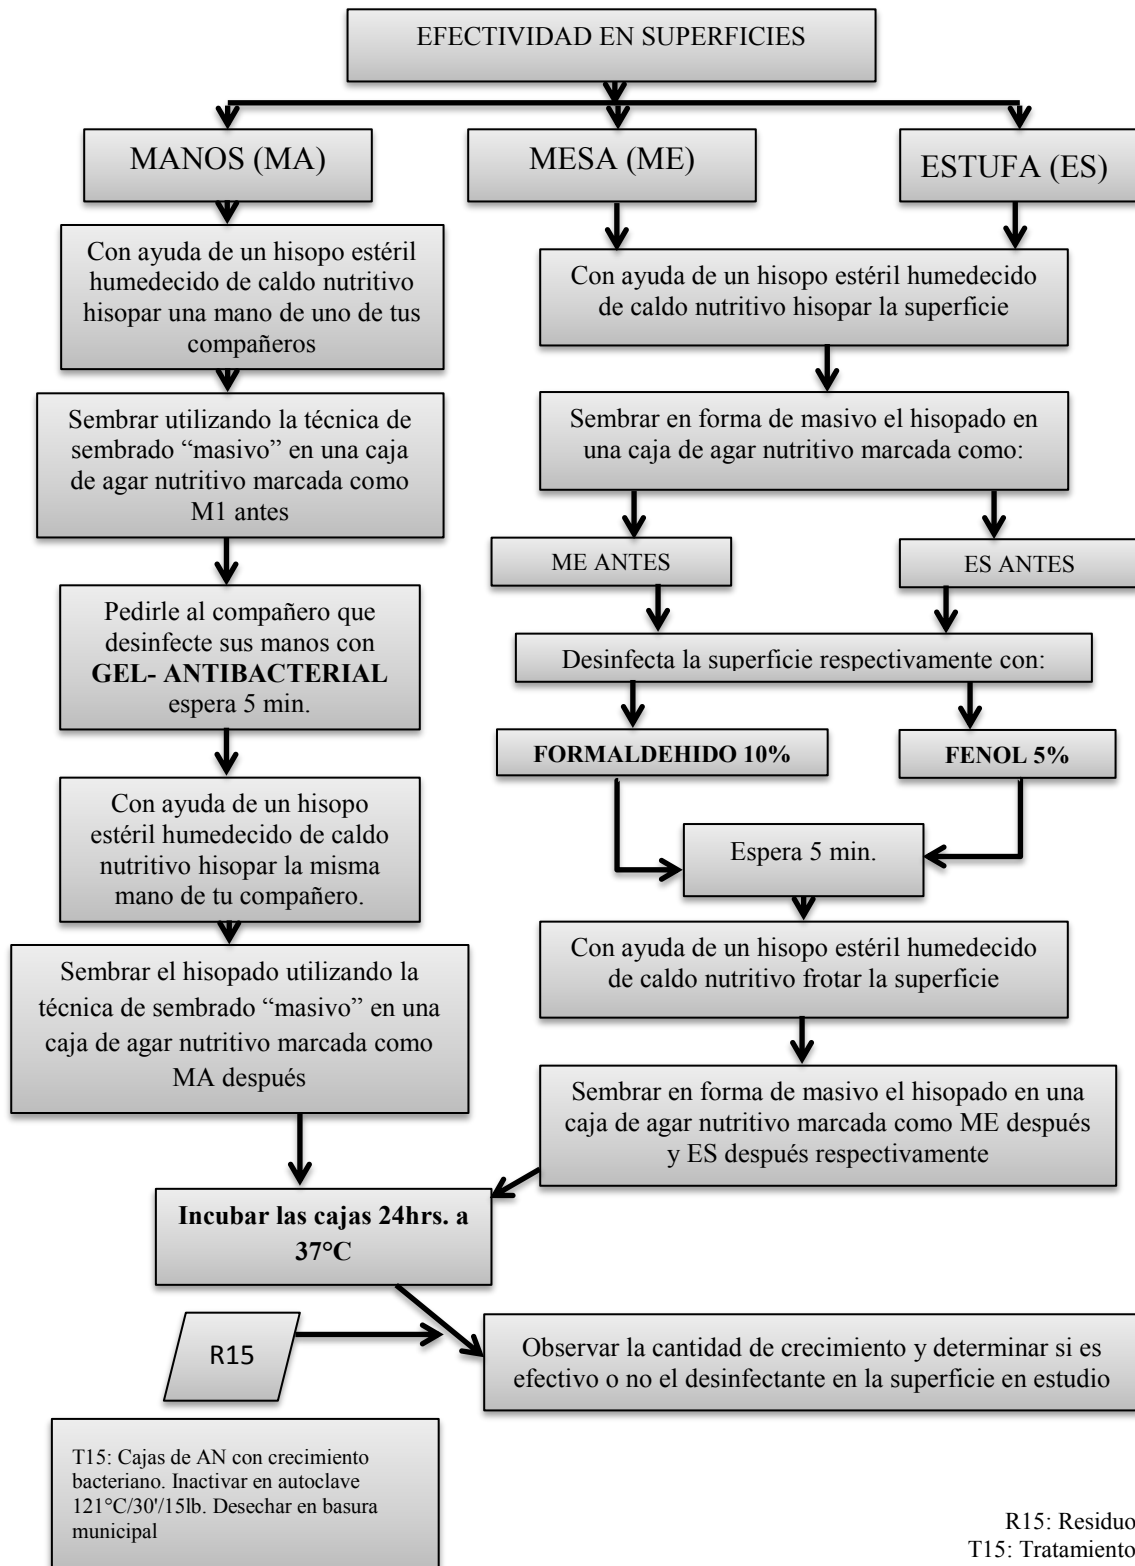 EFECTIVIDAD EN SUPERFICIES
MANOS (MA)
MESA (ME)
ESTUFA (ES)
Con ayuda de un hisopo estéril
humedecido de caldo nutritivo
hisopar una mano de uno de tus
compañeros
Con ayuda de un hisopo estéril humedecido
de caldo nutritivo hisopar la superficie
Sembrar utilizando la técnica de
sembrado “masivo” en una caja
de agar nutritivo marcada como
M1 antes
Sembrar en forma de masivo el hisopado en
una caja de agar nutritivo marcada como:
ME ANTES
ES ANTES
Pedirle al compañero que
desinfecte sus manos con
GEL- ANTIBACTERIAL
espera 5 min.
Desinfecta la superficie respectivamente con:
FORMALDEHIDO 10%
FENOL 5%
Con ayuda de un hisopo
estéril humedecido de caldo
nutritivo hisopar la misma
mano de tu compañero.
Espera 5 min.
Con ayuda de un hisopo estéril humedecido
de caldo nutritivo frotar la superficie
Sembrar el hisopado utilizando la
técnica de sembrado “masivo” en una
caja de agar nutritivo marcada como
MA después
Sembrar en forma de masivo el hisopado en una
caja de agar nutritivo marcada como ME después
y ES después respectivamente
Incubar las cajas 24hrs. a
37°C
R15
Observar la cantidad de crecimiento y determinar si es
efectivo o no el desinfectante en la superficie en estudio
T15: Cajas de AN con crecimiento
bacteriano. Inactivar en autoclave
121°C/30'/15lb. Desechar en basura
municipal
R15: Residuo
T15: Tratamiento